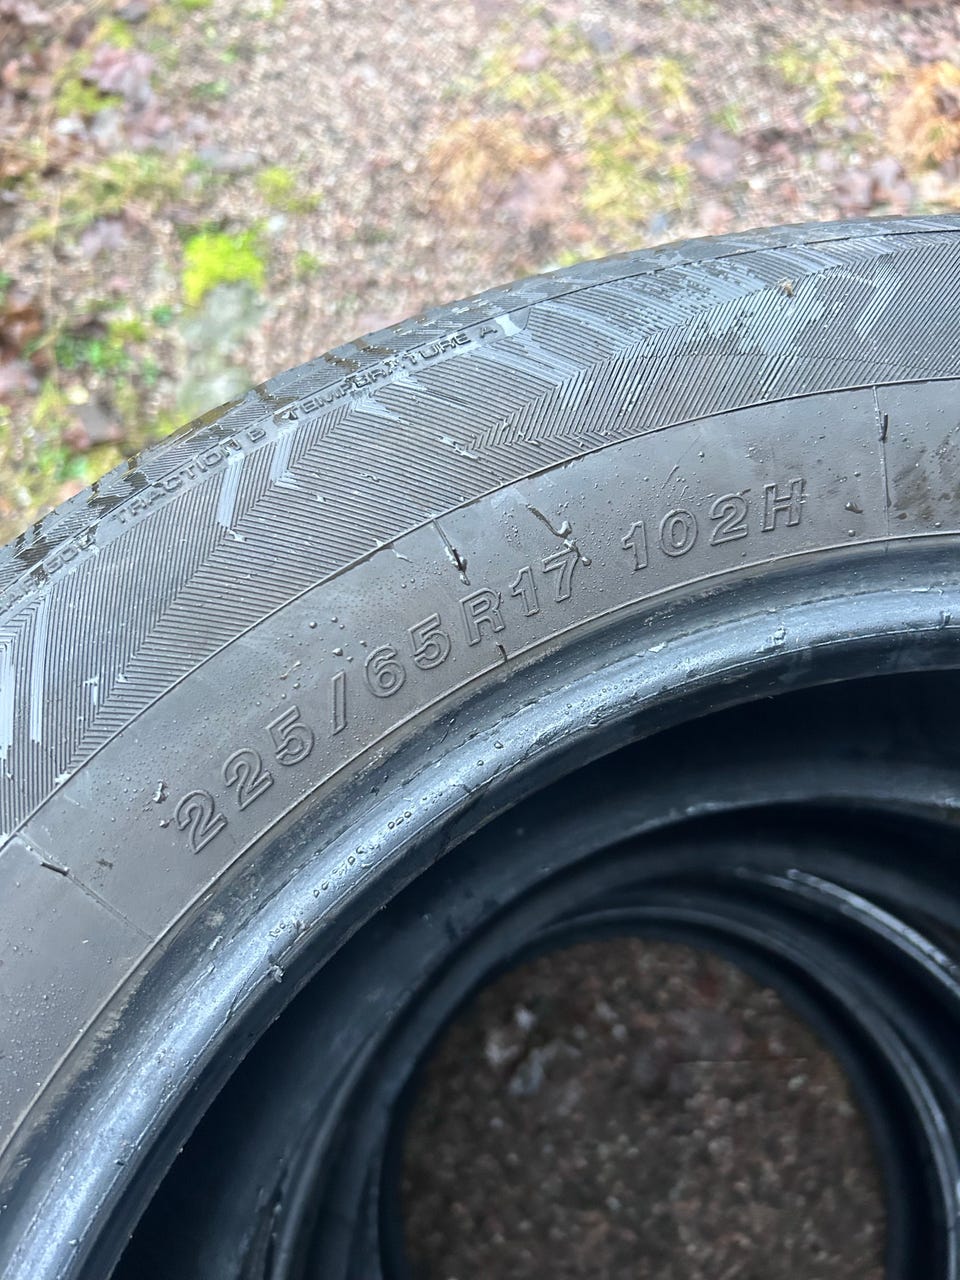 TRACTION B TEMPERATURE A
225/65R17 102H